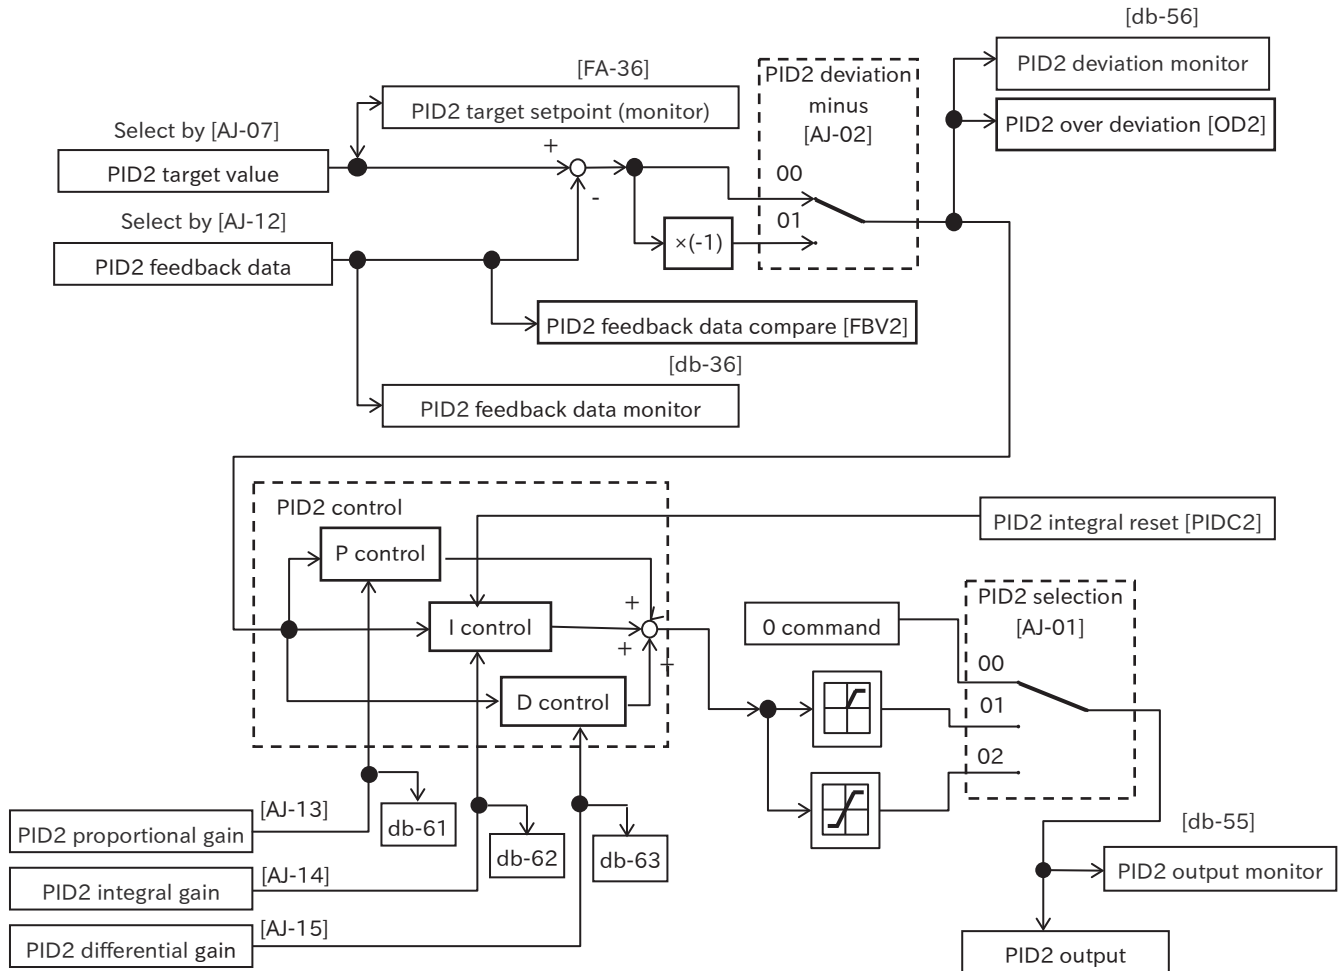 [db-56]
PID2 deviation monitor
[FA-36]
PID2 deviation
minus
[AJ-02]
PID2 target setpoint (monitor)
PID2 over deviation [OD2]
Select by [AJ-07]
+
PID2 target value
00
-
Select by [AJ-12]
01
×(-1)
PID2 feedback data
PID2 feedback data compare [FBV2]
[db-36]
PID2 feedback data monitor
PID2 control
PID2 integral reset [PIDC2]
P control
PID2 selection
[AJ-01]
+
I control
0 command
+
+
00
D control
01
02
[AJ-13]
PID2 proportional gain
db-61
[db-55]
db-62
db-63
[AJ-14]
PID2 integral gain
PID2 output monitor
[AJ-15]
PID2 differential gain
PID2 output